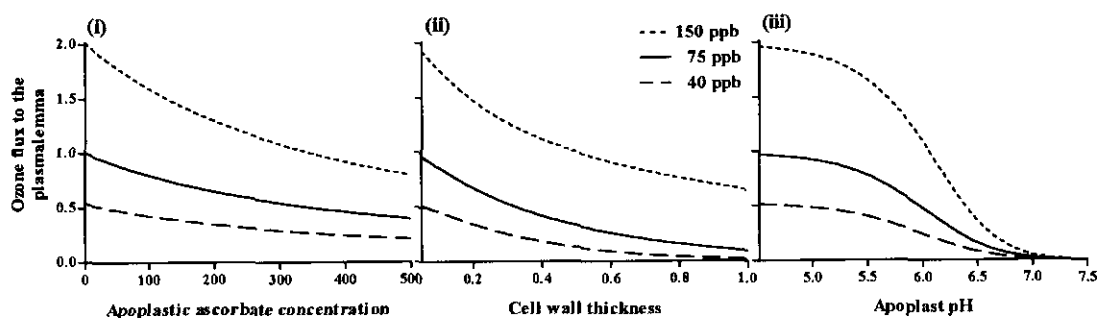 (i) (ii) (iii)
150 ppb
75 ppb
40 ppb
Ozone flux to the
plasmalemma
2.0
1.5
1.0
0.5
0.0
0 100 200 300 400 500 0.2 0.4 0.6 0.8 1.0 5.0 5.5 6.0 6.5 7.0 7.5
Apoplastic ascorbate concentration Cell wall thickness Apoplast pH